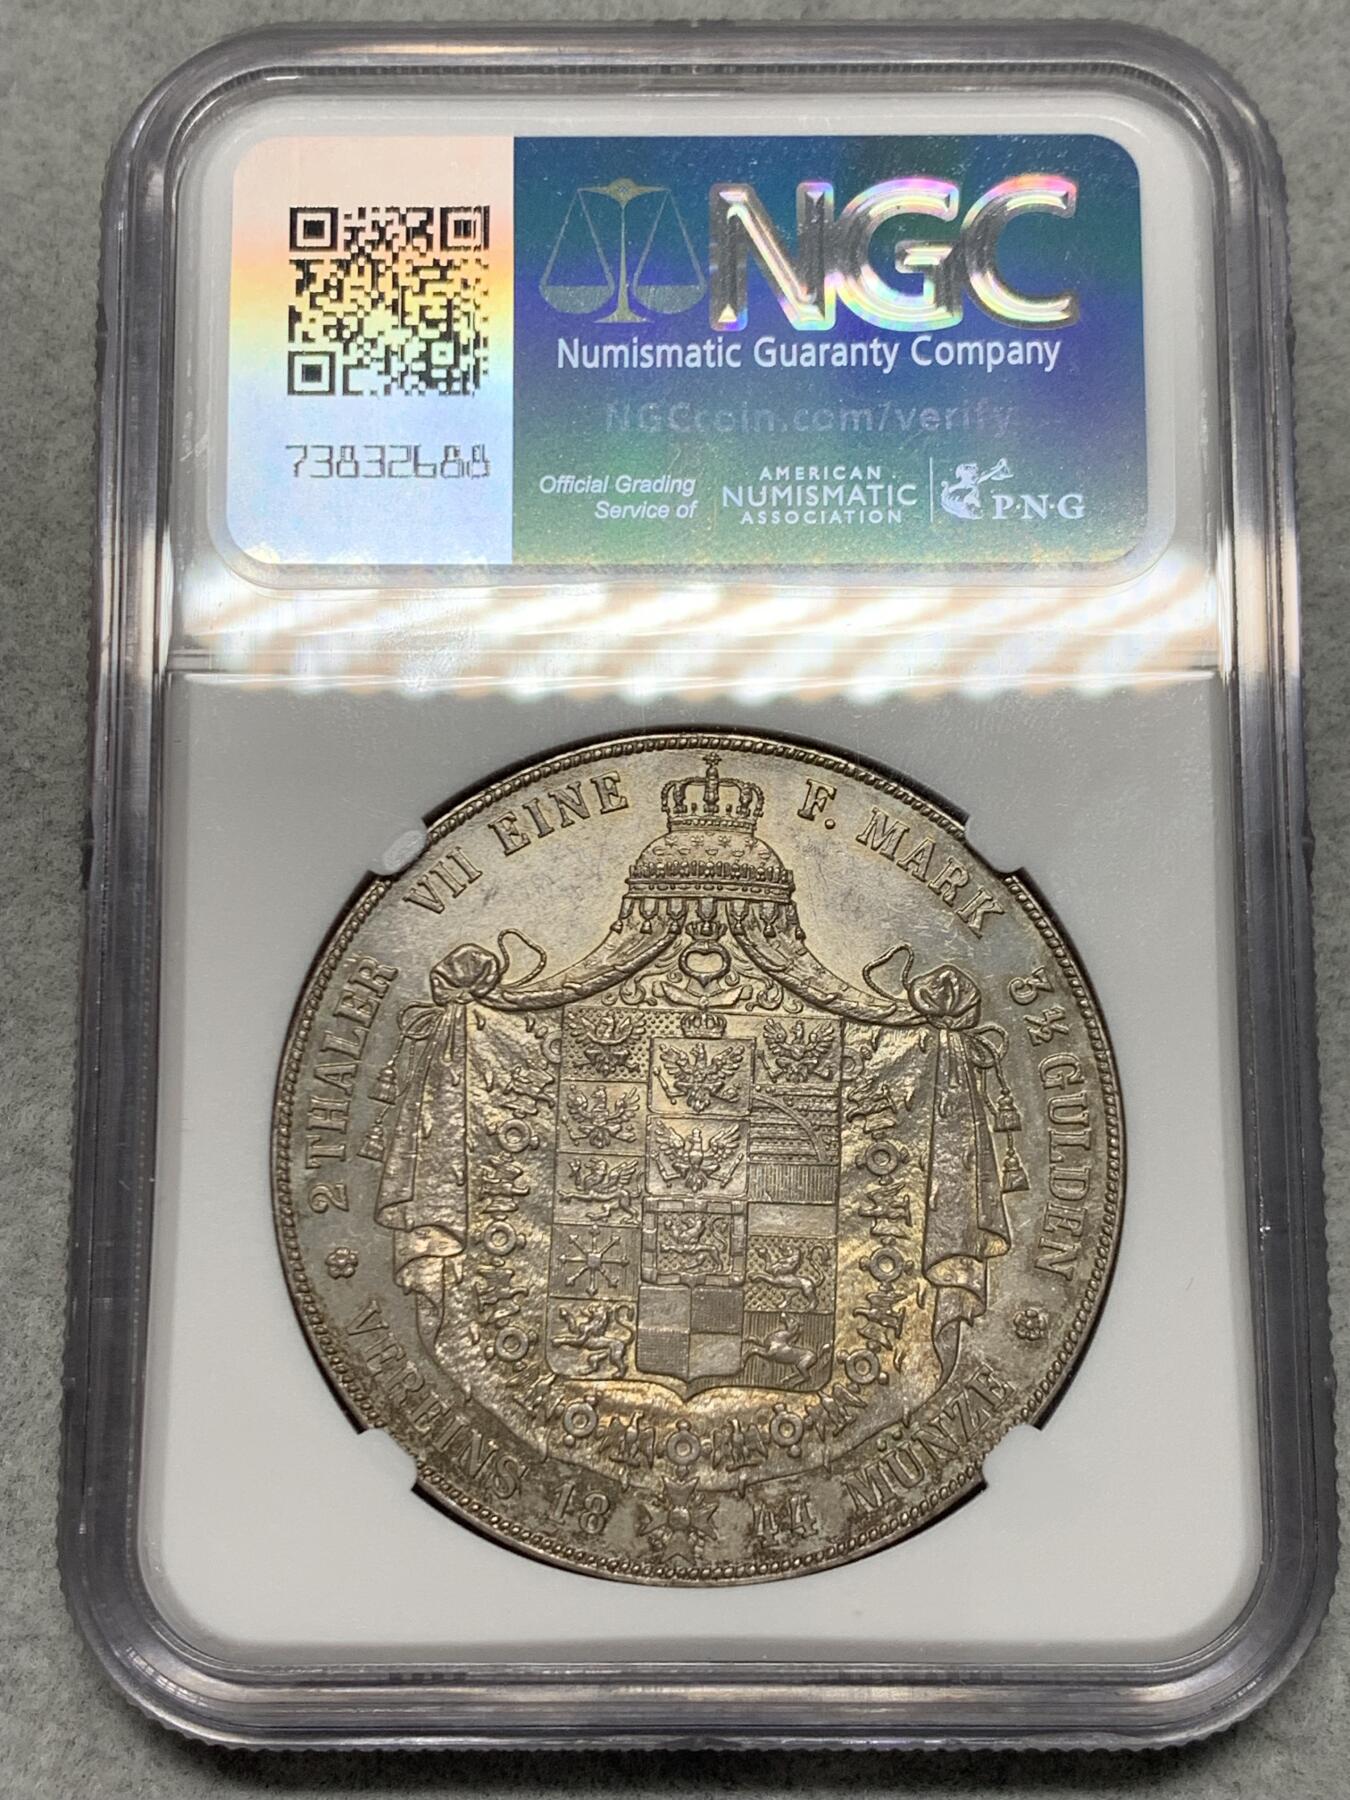 NGC
Numismatic Guaranty Company
NGCcoin.com/verify
73832688
Official Grading
Service of
AMERICAN
NUMISMATIC
ASSOCIATION
P·N·G
2 THALER VII EINE F. MARK 3½ GULDEN
VEREINS 18 44 MÜNZE